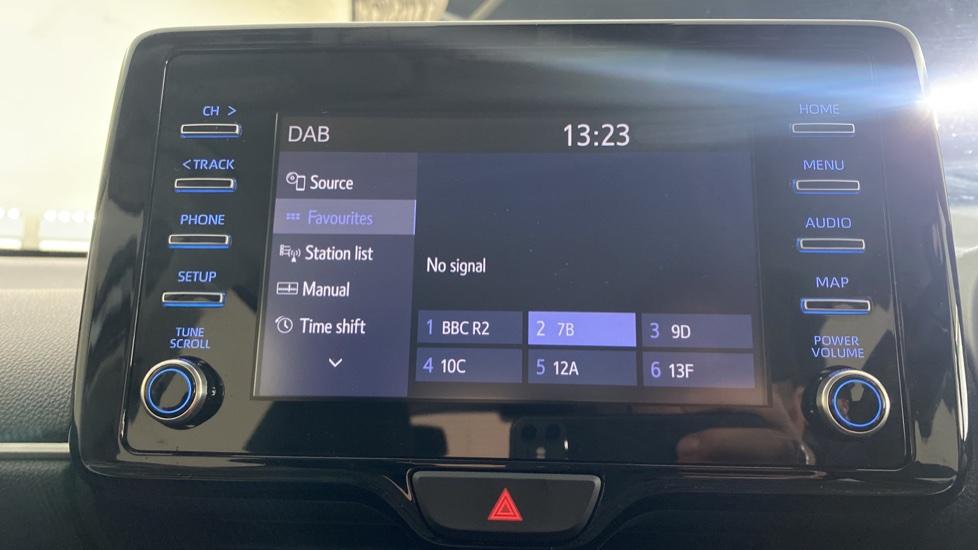 CH >
<TRACK
PHONE
SETUP
TUNE
SCROLL
DAB
13:23
Source
Favourites
Station list
Manual
Time shift
No signal
1 BBC R2
2 7B
3 9D
4 10C
5 12A
6 13F
HOME
MENU
AUDIO
MAP
POWER
VOLUME